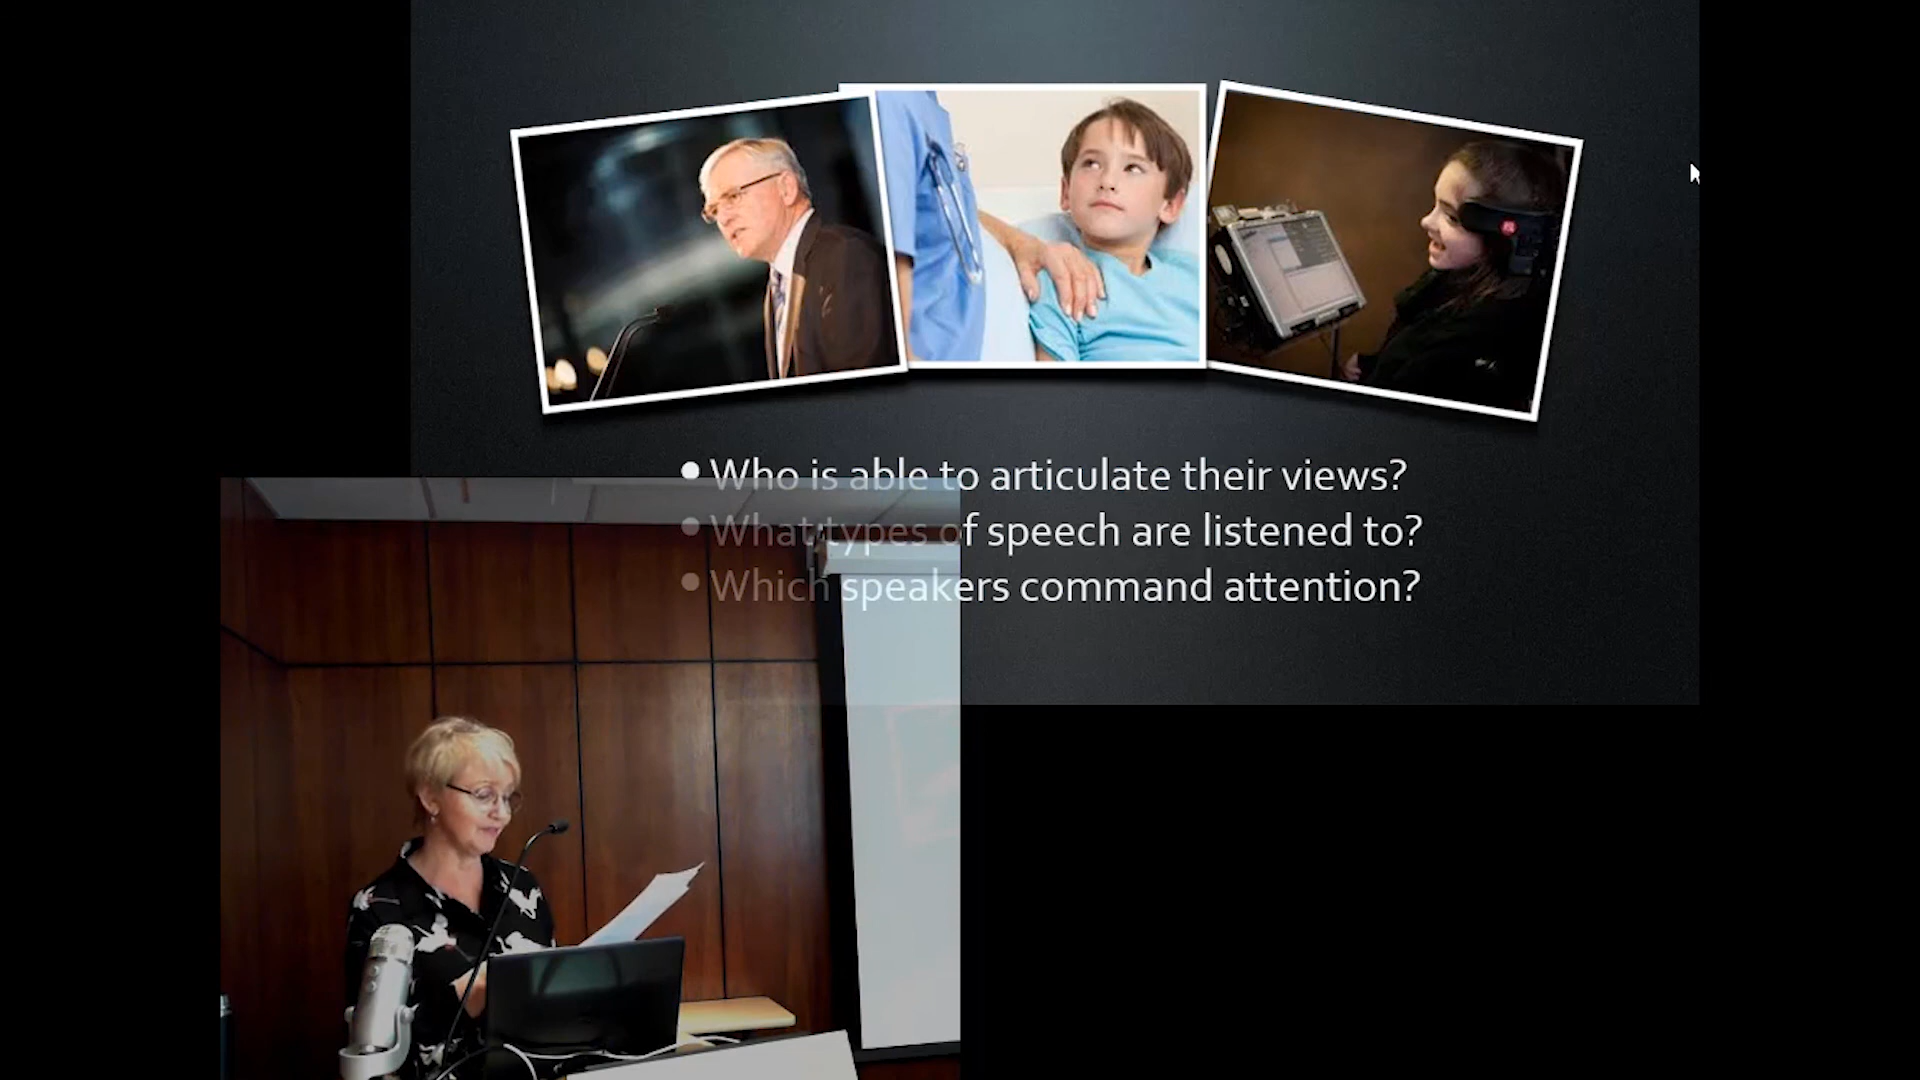 • Who is able to articulate their views?
• What types of speech are listened to?
• Which speakers command attention?